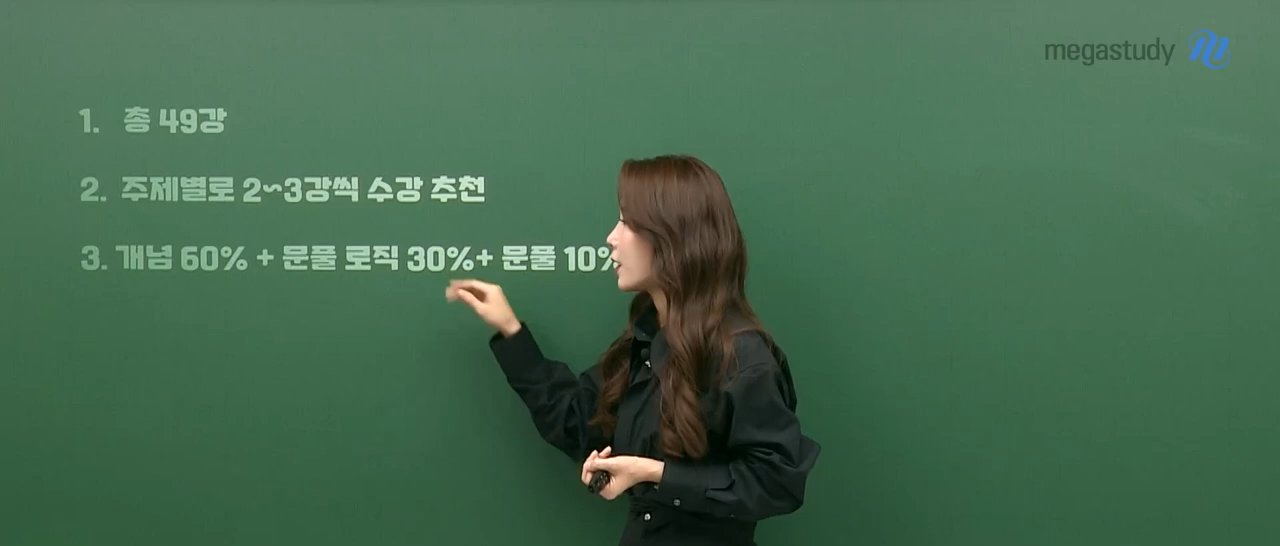 megastudy
1. 총 49강
2. 주제별로 2~3강씩 수강 추천
3. 개념 60% + 문풀 로직 30%+ 문풀 10%